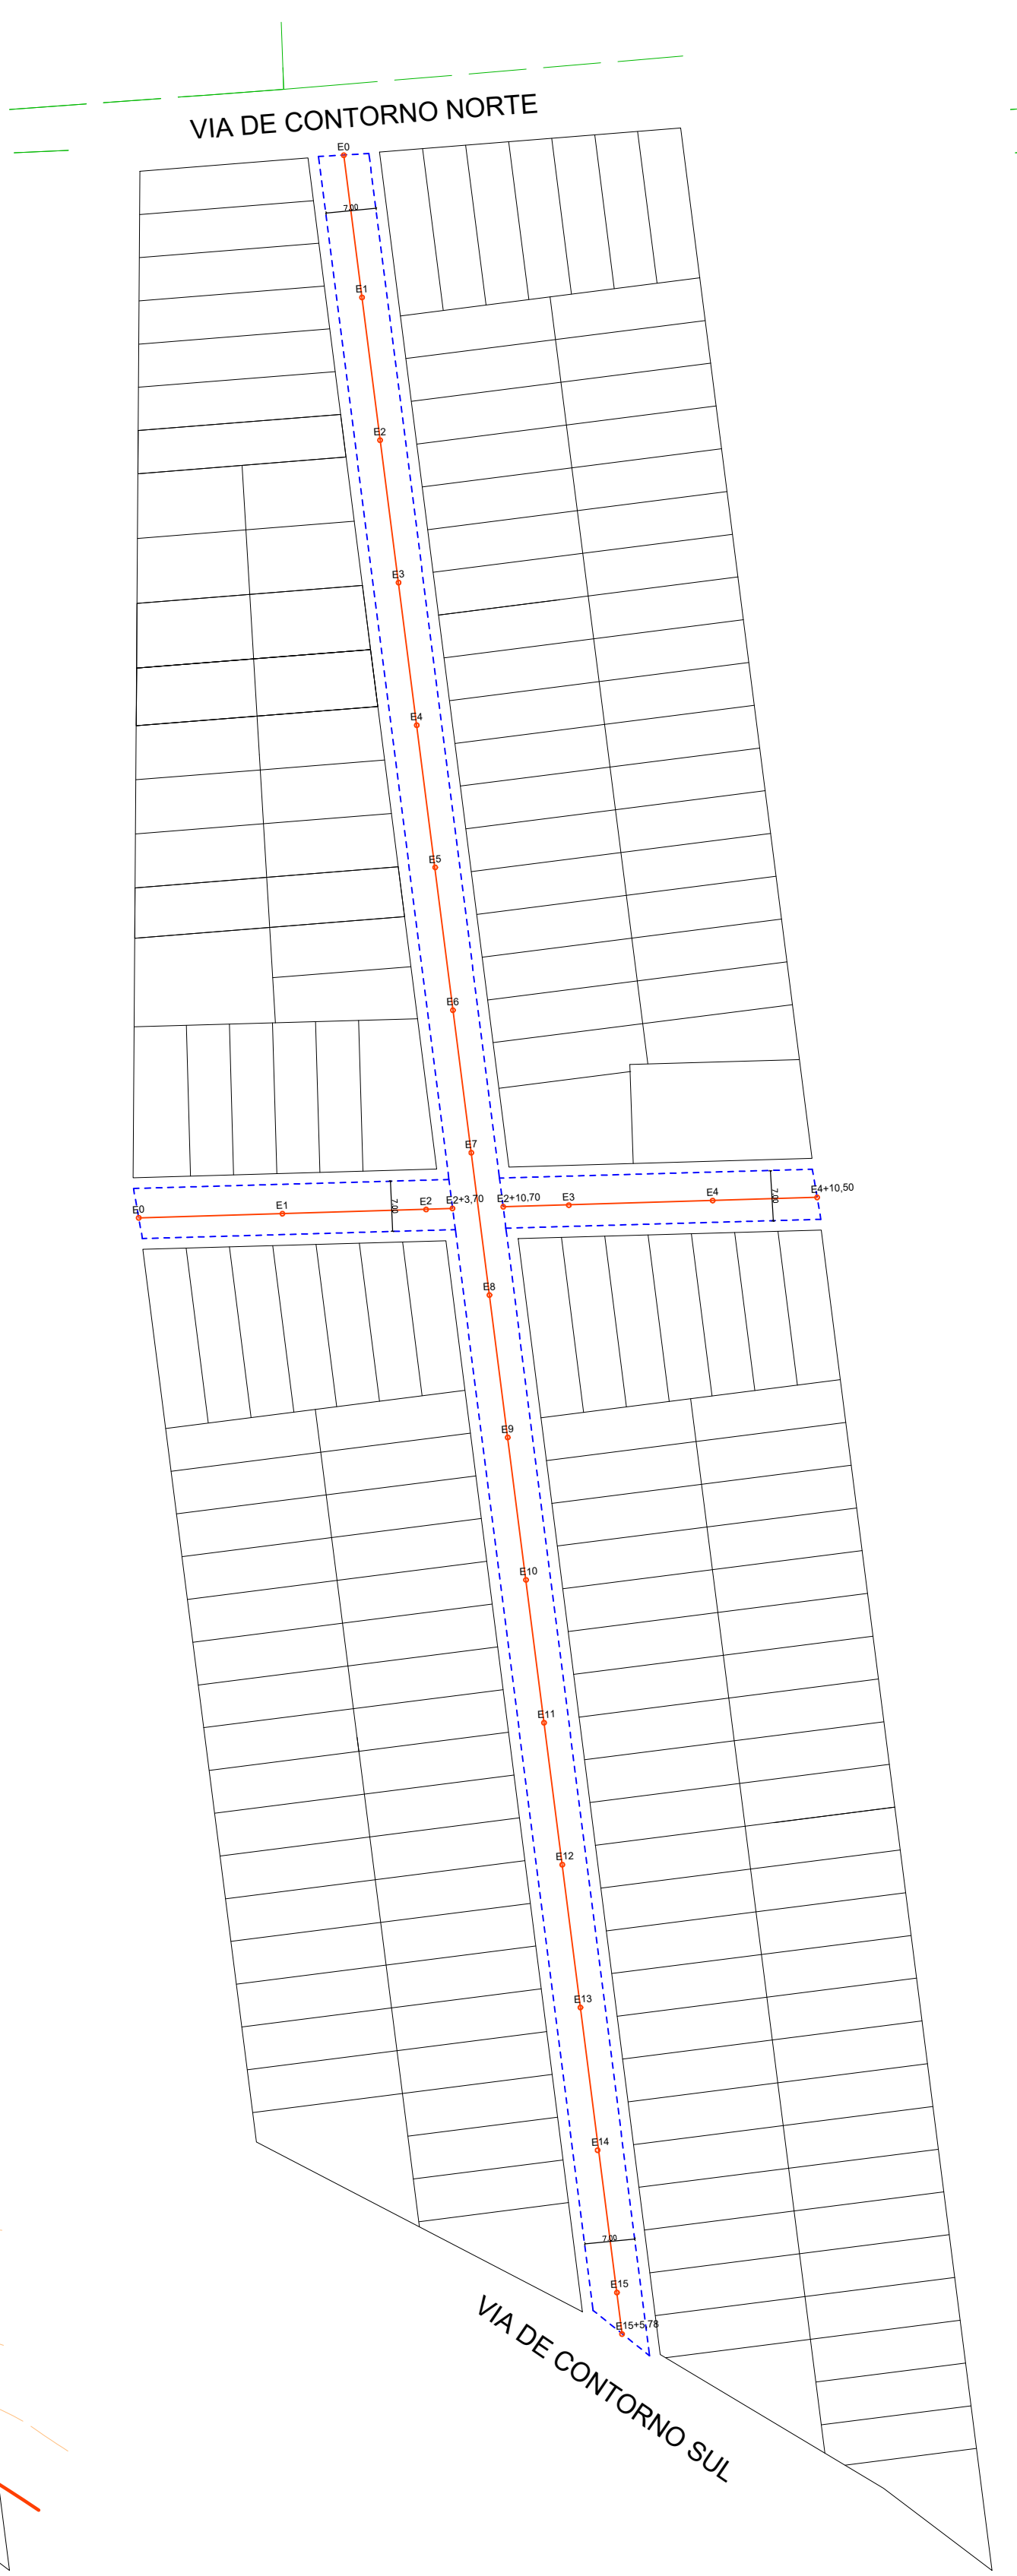 VIA DE CONTORNO NORTE
E0
7,00
E1
E2
E3
E4
E5
E6
E7
E0
E1
7,00
E2
E2+3,70
E2+10,70
E3
E4
7,00
E4+10,50
E8
E9
E10
E11
E12
E13
E14
7,00
E15
E15+5,78
VIA DE CONTORNO SUL